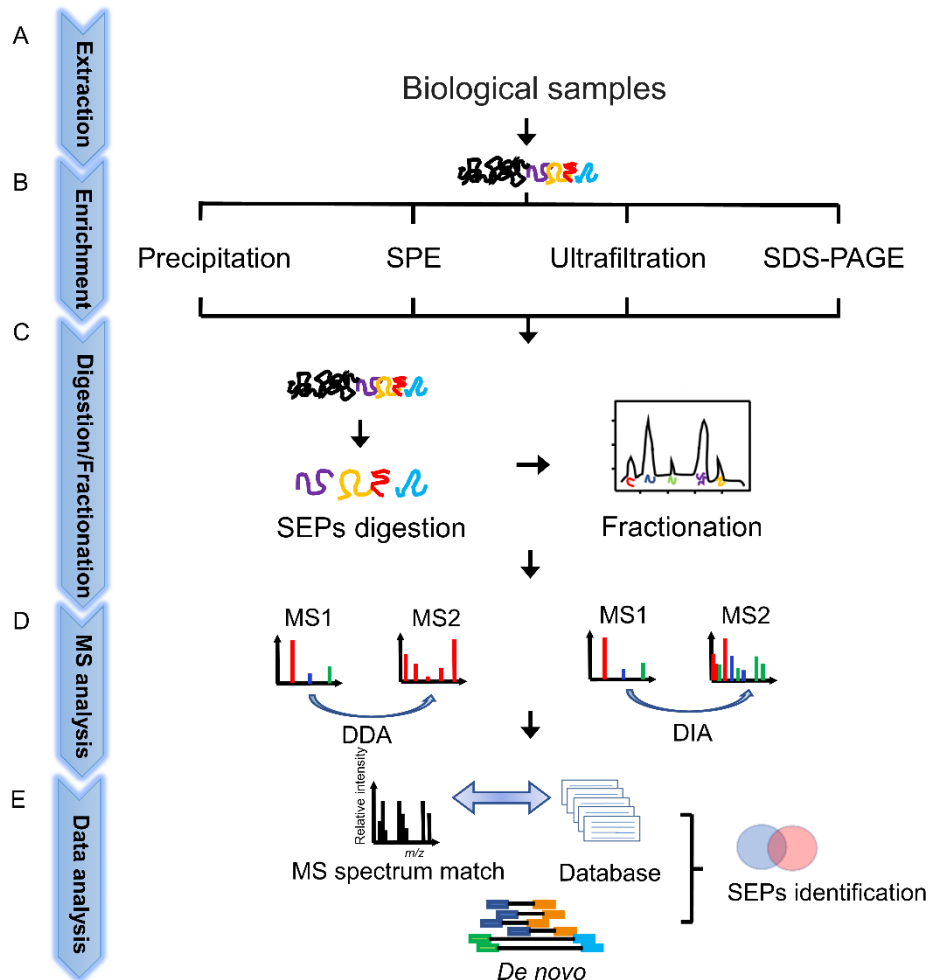 A
Extraction
Biological samples
B
Enrichment
Precipitation
SPE
Ultrafiltration
SDS-PAGE
C
Digestion/Fractionation
SEPs digestion
Fractionation
D
MS analysis
MS1
MS2
MS1
MS2
DDA
DIA
E
Data analysis
Relative intensity
m/z
MS spectrum match
Database
SEPs identification
De novo